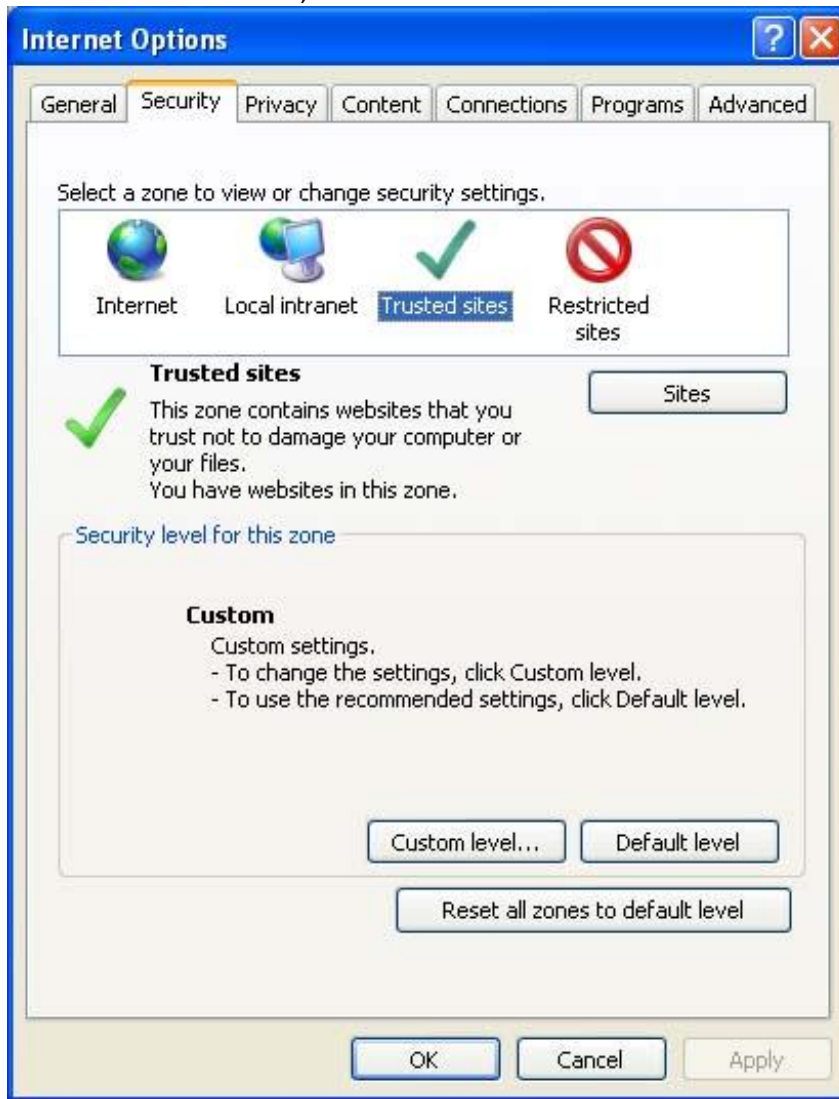 Internet Options
General Security Privacy Content Connections Programs Advanced
Select a zone to view or change security settings.
Internet Local intranet Trusted sites Restricted
sites
Trusted sites
Sites
This zone contains websites that you
trust not to damage your computer or
your files.
You have websites in this zone.
Security level for this zone
Custom
Custom settings.
- To change the settings, click Custom level.
- To use the recommended settings, click Default level.
Custom level... Default level
Reset all zones to default level
OK Cancel Apply